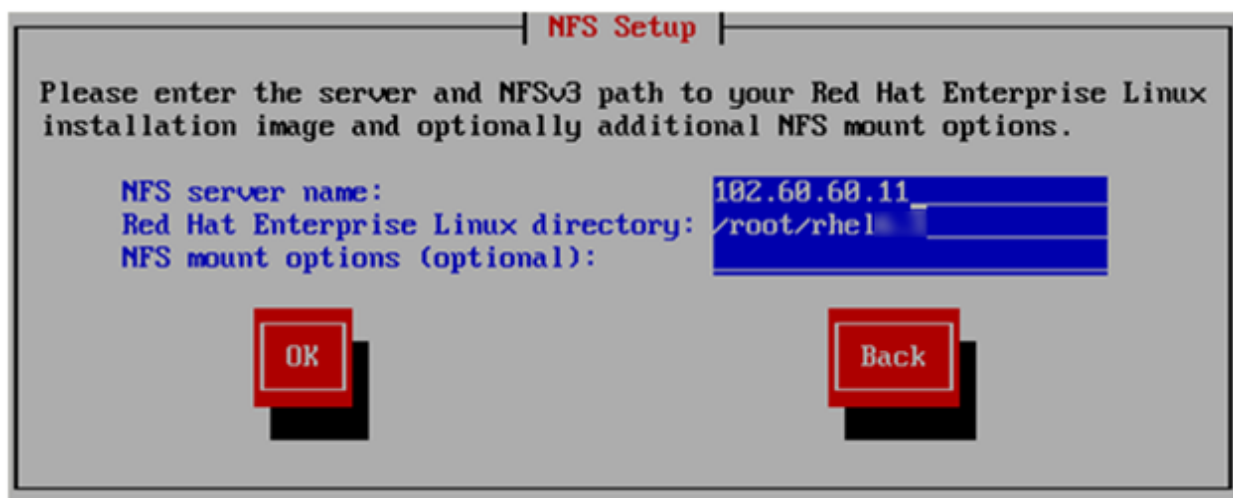 NFS Setup
Please enter the server and NFSv3 path to your Red Hat Enterprise Linux
installation image and optionally additional NFS mount options.
NFS server name: 102.60.60.11_
Red Hat Enterprise Linux directory: /root/rhel
NFS mount options (optional):
OK Back